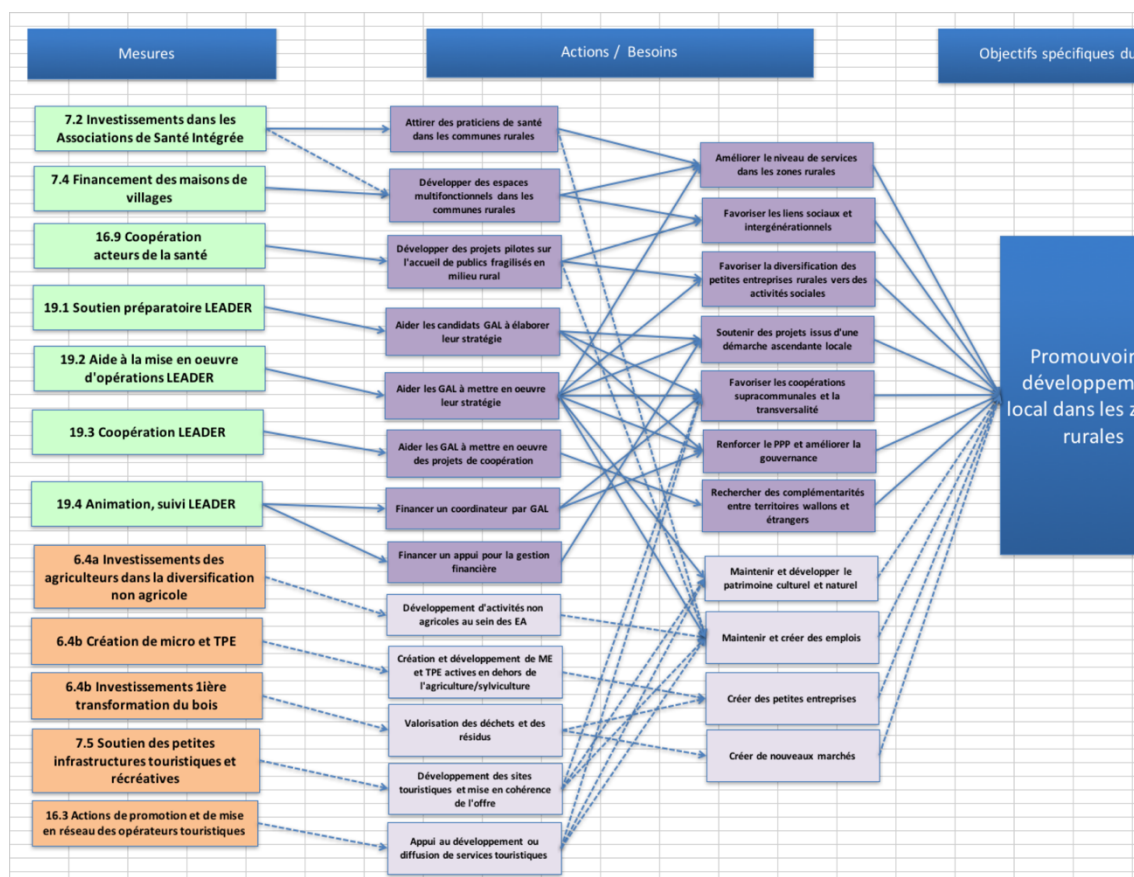 Mesures
Actions / Besoins
Objectifs spécifiques du
7.2 Investissements dans les
Associations de Santé Intégrée
7.4 Financement des maisons de
villages
16.9 Coopération
acteurs de la santé
19.1 Soutien préparatoire LEADER
19.2 Aide à la mise en oeuvre
d'opérations LEADER
19.3 Coopération LEADER
19.4 Animation, suivi LEADER
6.4a Investissements des
agriculteurs dans la diversification
non agricole
6.4b Création de micro et TPE
6.4b Investissements 1ière
transformation du bois
7.5 Soutien des petites
infrastructures touristiques et
récréatives
16.3 Actions de promotion et de mise
en réseau des opérateurs touristiques
Attirer des praticiens de santé
dans les communes rurales
Développer des espaces
multifonctionnels dans les
communes rurales
Développer des projets pilotes sur
l'accueil de publics fragilisés en
milieu rural
Aider les candidats GAL à élaborer
leur stratégie
Aider les GAL à mettre en oeuvre
leur stratégie
Aider les GAL à mettre en oeuvre
des projets de coopération
Financer un coordinateur par GAL
Financer un appui pour la gestion
financière
Développement d'activités non
agricoles au sein des EA
Création et développement de ME
et TPE actives en dehors de
l'agriculture/sylviculture
Valorisation des déchets et des
résidus
Développement des sites
touristiques et mise en cohérence
de l'offre
Appui au développement ou
diffusion de services touristiques
Améliorer le niveau de services
dans les zones rurales
Favoriser les liens sociaux et
intergénérationnels
Favoriser la diversification des
petites entreprises rurales vers des
activités sociales
Soutenir des projets issus d'une
démarche ascendante locale
Favoriser les coopérations
supracommunales et la
transversalité
Renforcer le PPP et améliorer la
gouvernance
Rechercher des complémentarités
entre territoires wallons et
étrangers
Maintenir et développer le
patrimoine culturel et naturel
Maintenir et créer des emplois
Créer des petites entreprises
Créer de nouveaux marchés
Promouvoir
développeme
local dans les z
rurales